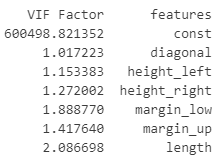 VIF Factor features
600498.821352 const
1.017223 diagonal
1.153383 height_left
1.272002 height_right
1.888770 margin_low
1.417640 margin_up
2.086698 length